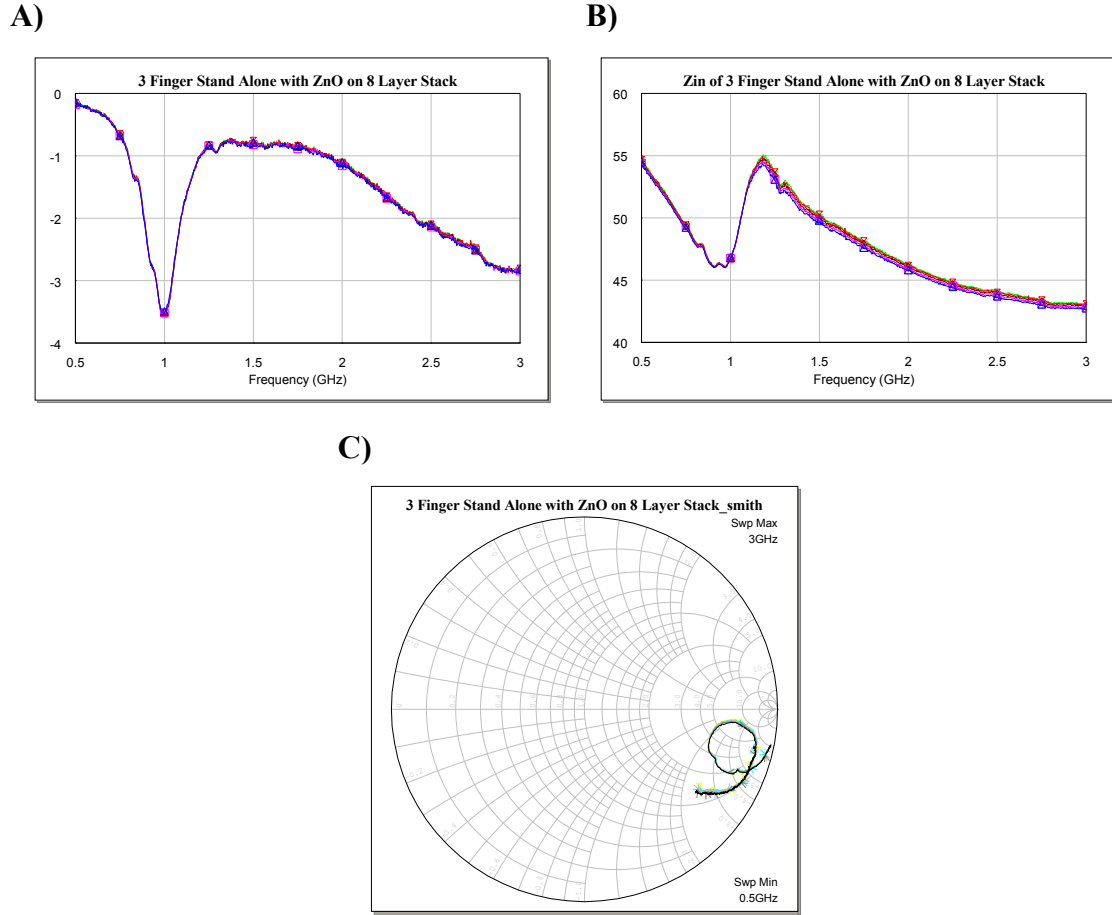 A)
B)
3 Finger Stand Alone with ZnO on 8 Layer Stack
0
-1
-2
-3
-4
0.5
1
1.5
2
2.5
3
Frequency (GHz)
Zin of 3 Finger Stand Alone with ZnO on 8 Layer Stack
60
55
50
45
40
0.5
1
1.5
2
2.5
3
Frequency (GHz)
C)
3 Finger Stand Alone with ZnO on 8 Layer Stack_smith
Swp Max
3GHz
Swp Min
0.5GHz